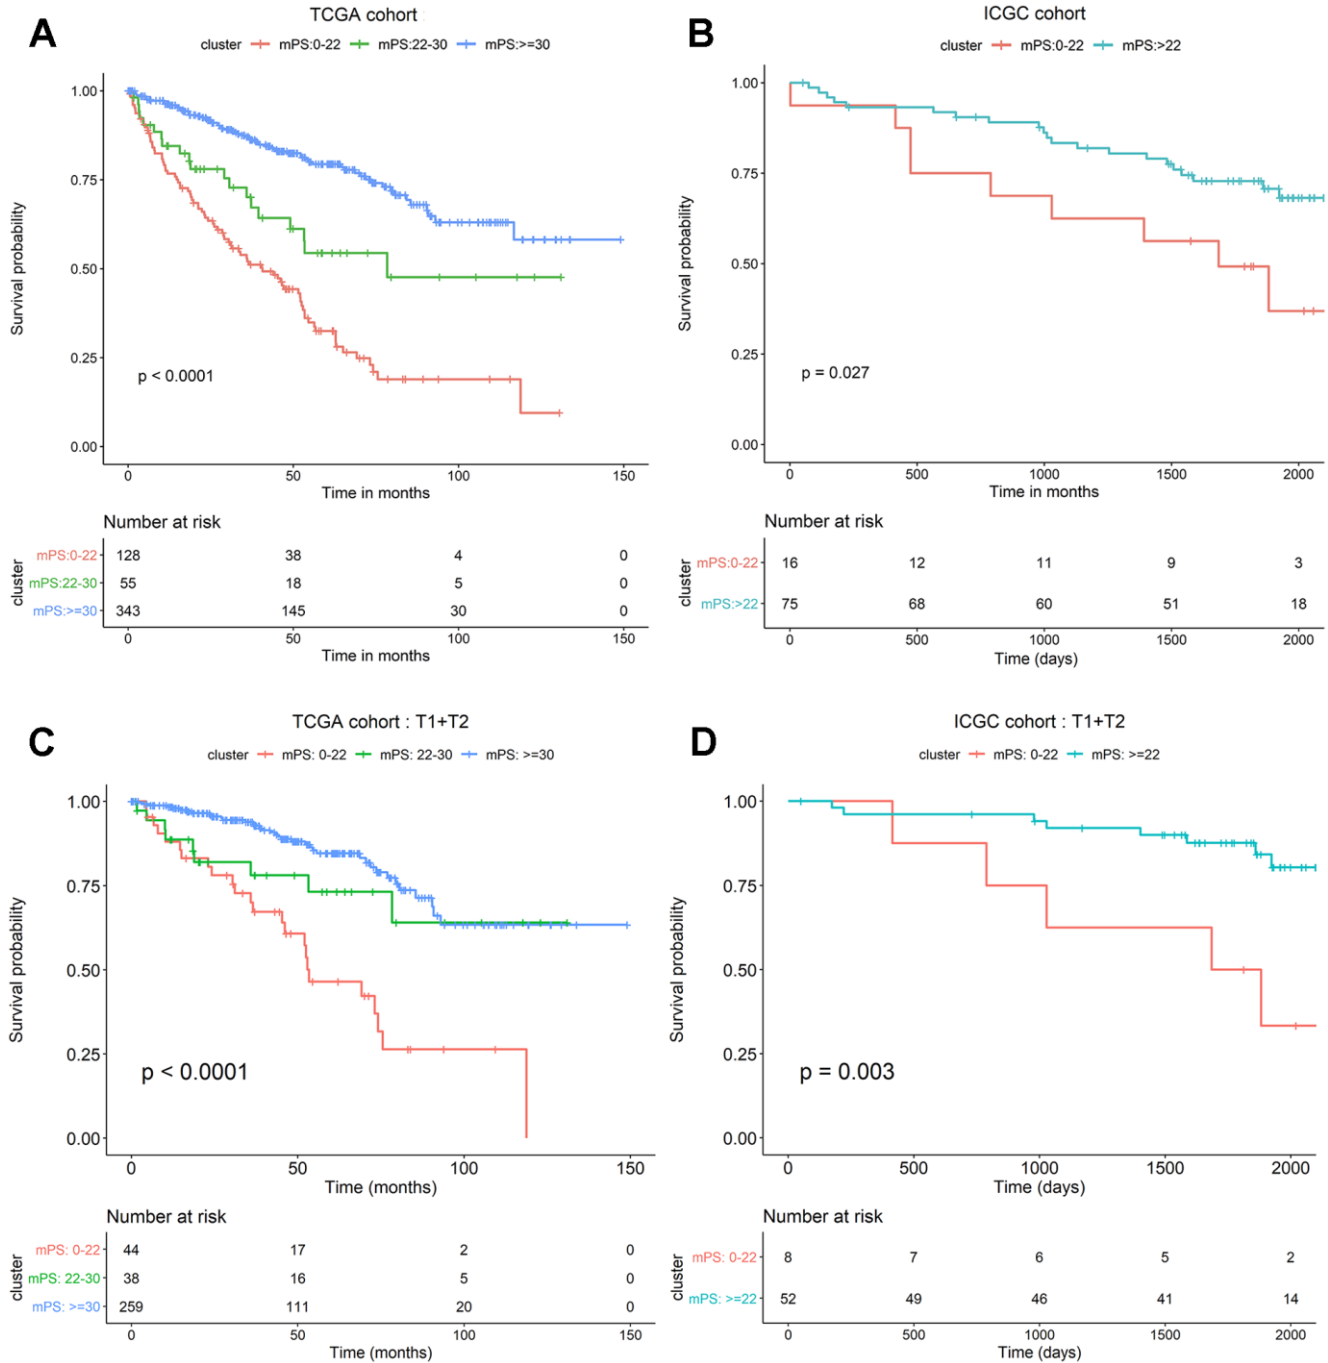 A
TCGA cohort
cluster mPS:0-22 mPS:22-30 mPS:>=30
1.00
0.75
0.50
0.25
0.00
Survival probability
p < 0.0001
0 50 100 150
Time in months
Number at risk
cluster
mPS:0-22 128 38 4 0
mPS:22-30 55 18 5 0
mPS:>=30 343 145 30 0
0 50 100 150
Time in months
B
ICGC cohort
cluster mPS:0-22 mPS:>22
1.00
0.75
0.50
0.25
0.00
Survival probability
p = 0.027
0 500 1000 1500 2000
Time in months
Number at risk
cluster
mPS:0-22 16 12 11 9 3
mPS:>22 75 68 60 51 18
0 500 1000 1500 2000
Time (days)
C
TCGA cohort : T1+T2
cluster mPS: 0-22 mPS: 22-30 mPS: >=30
1.00
0.75
0.50
0.25
0.00
Survival probability
p < 0.0001
0 50 100 150
Time (months)
Number at risk
cluster
mPS: 0-22 44 17 2 0
mPS: 22-30 38 16 5 0
mPS: >=30 259 111 20 0
0 50 100 150
Time (months)
D
ICGC cohort : T1+T2
cluster mPS: 0-22 mPS: >=22
1.00
0.75
0.50
0.25
0.00
Survival probability
p = 0.003
0 500 1000 1500 2000
Time (days)
Number at risk
cluster
mPS: 0-22 8 7 6 5 2
mPS: >=22 52 49 46 41 14
0 500 1000 1500 2000
Time (days)